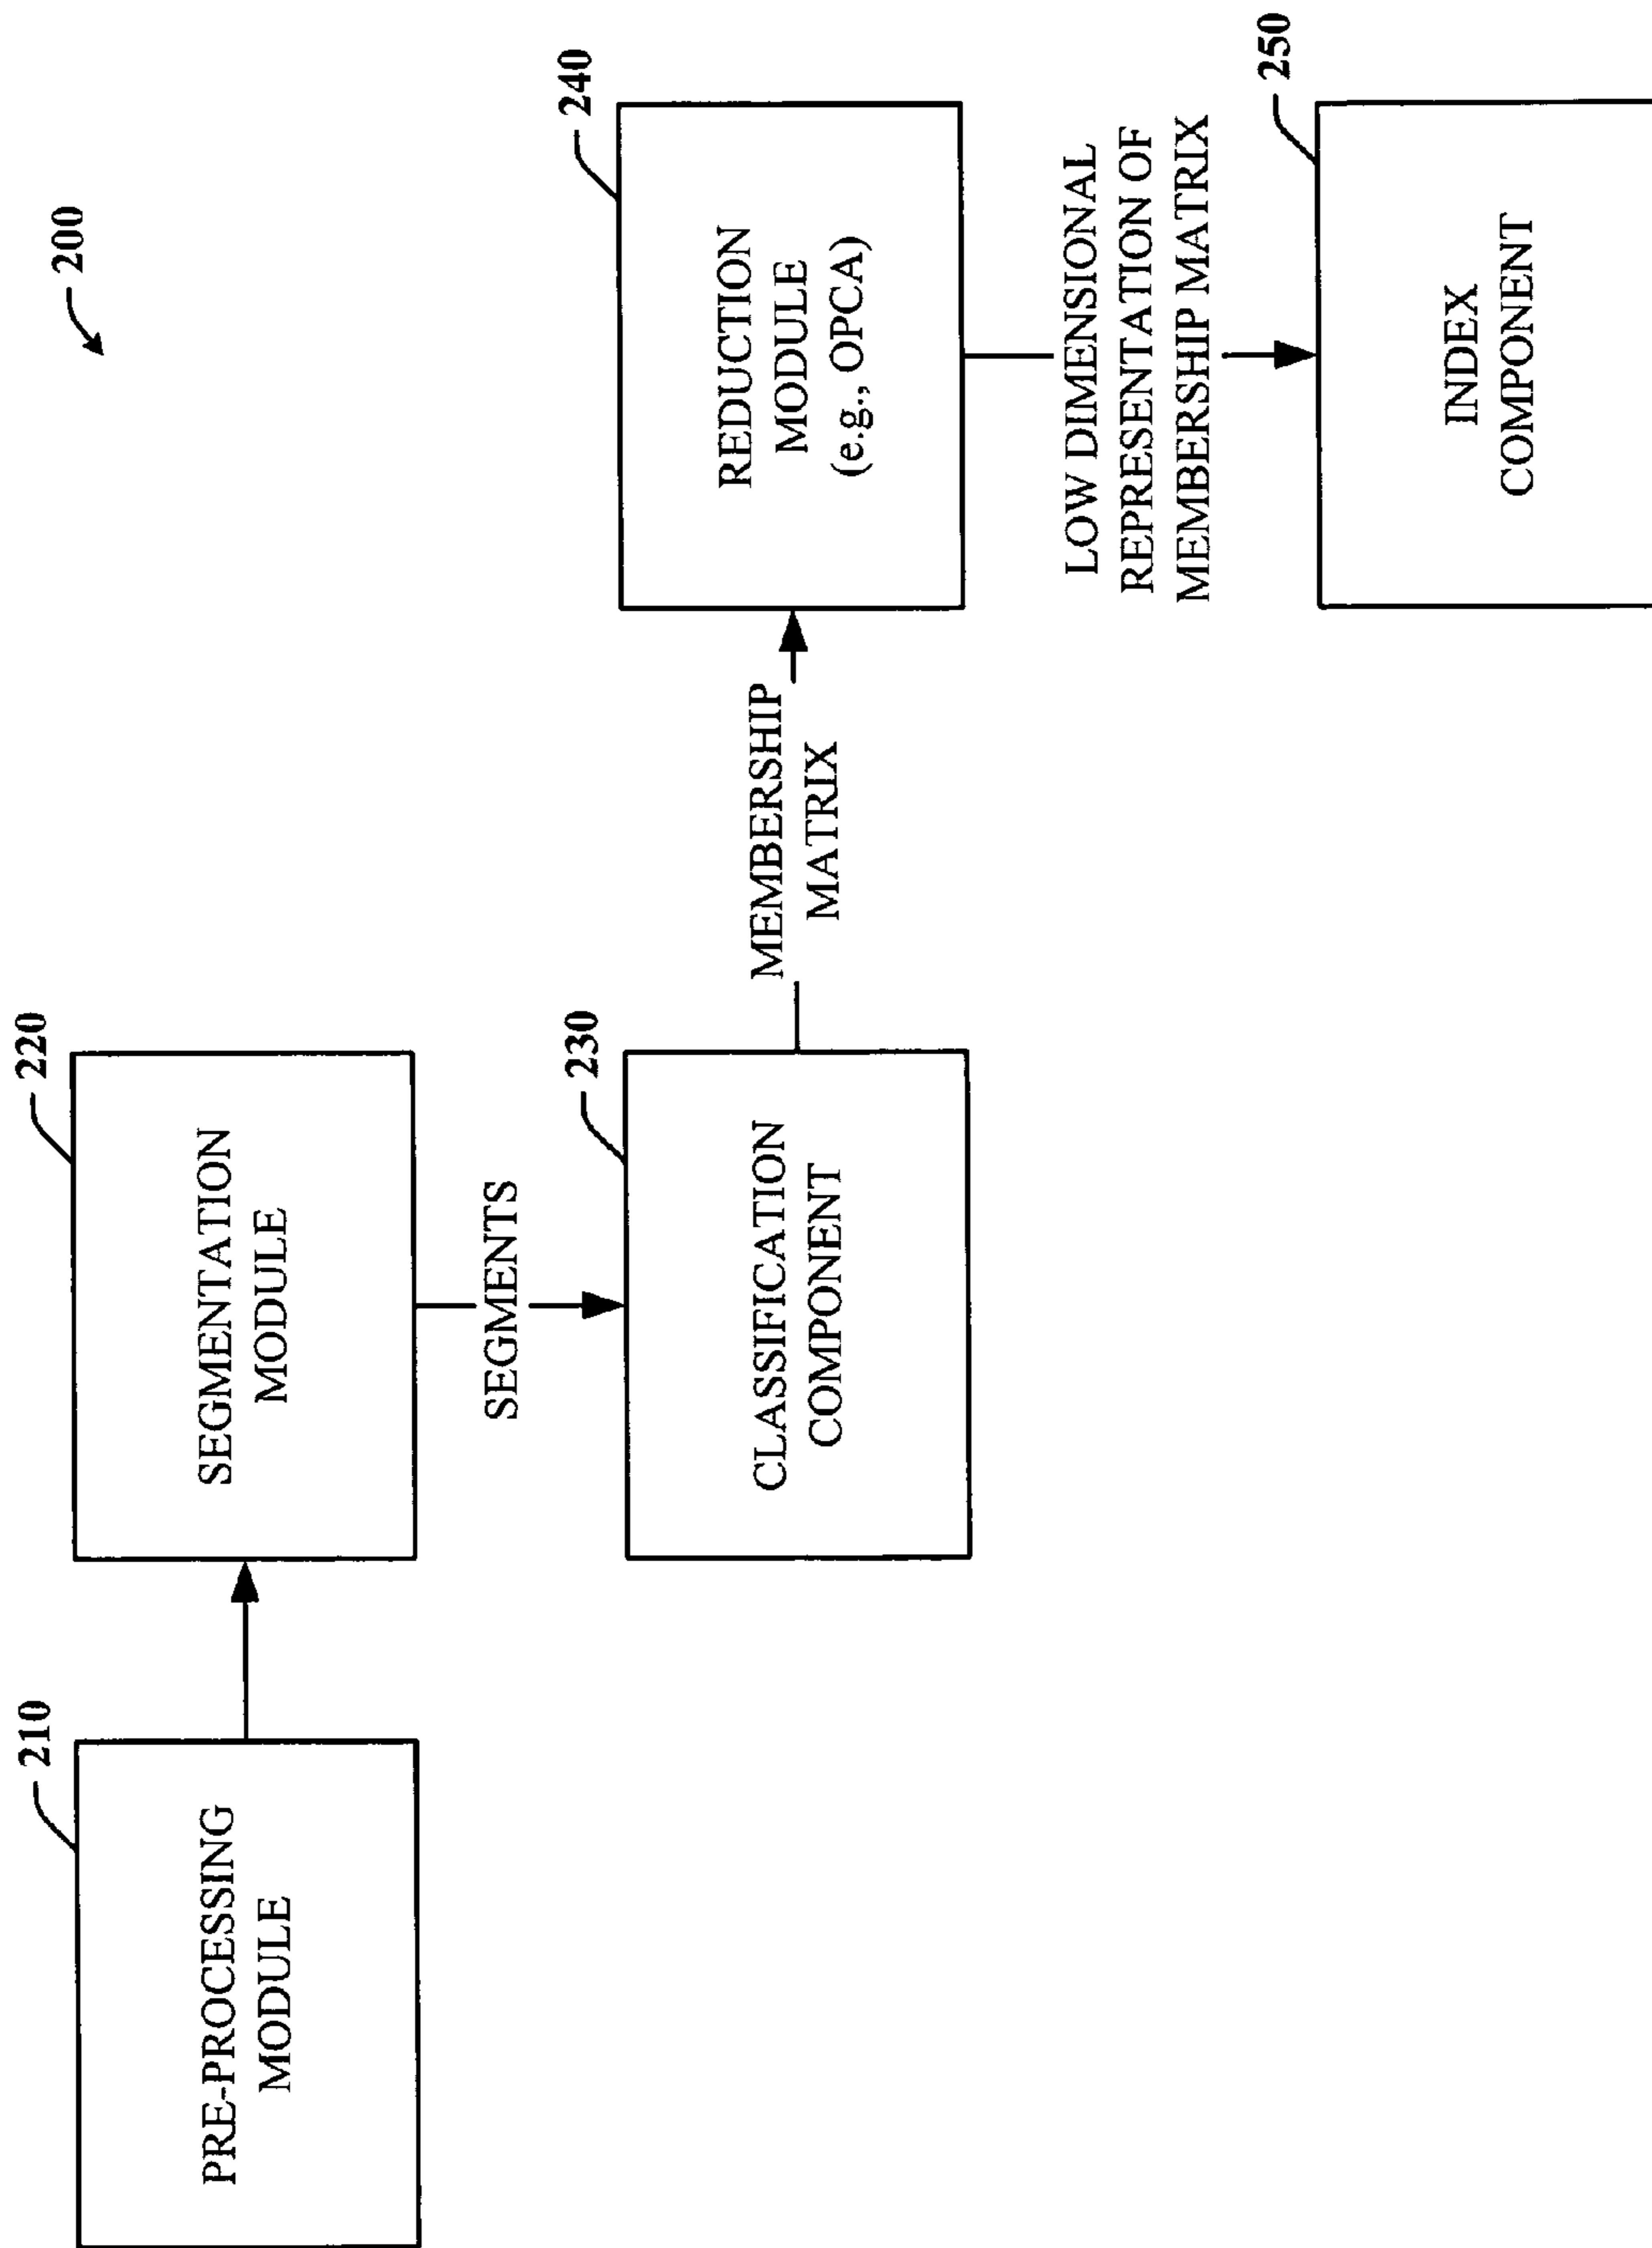 200
210
PRE-PROCESSING
MODULE
220
SEGMENTATION
MODULE
SEGMENTS
230
CLASSIFICATION
COMPONENT
MEMBERSHIP
MATRIX
240
REDUCTION
MODULE
(e.g., OPCA)
LOW DIMENSIONAL
REPRESENTATION OF
MEMBERSHIP MATRIX
250
INDEX
COMPONENT